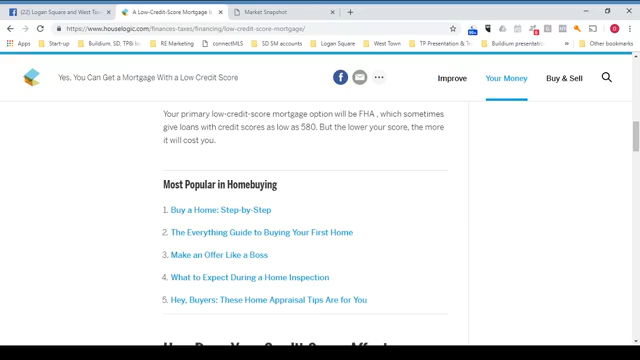 (22) Logan Square and West Town
A Low-Credit-Score Mortgage Is
Market Snapshot
https://www.houselogic.com/finances-taxes/financing/low-credit-score-mortgage/
Apps Start-up Buildium, SD, TPBi lo RE Marketing connectMLS SD SM accounts Logan Square West Town TP Presentation & T Buildium presentation » Other bookmarks
Yes, You Can Get a Mortgage With a Low Credit Score
Improve Your Money Buy & Sell
Your primary low-credit-score mortgage option will be FHA , which sometimes
give loans with credit scores as low as 580. But the lower your score, the more
it will cost you.
Most Popular in Homebuying
1. Buy a Home: Step-by-Step
2. The Everything Guide to Buying Your First Home
3. Make an Offer Like a Boss
4. What to Expect During a Home Inspection
5. Hey, Buyers: These Home Appraisal Tips Are for You